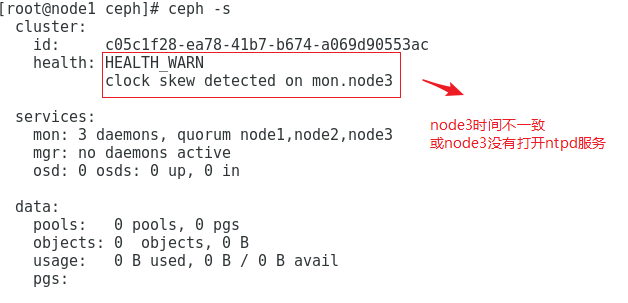 [root@node1 ceph]# ceph -s
cluster:
id: c05c1f28-ea78-41b7-b674-a069d90553ac
health: HEALTH_WARN
clock skew detected on mon.node3
node3时间不一致
或node3没有打开ntpd服务
services:
mon: 3 daemons, quorum node1,node2,node3
mgr: no daemons active
osd: 0 osds: 0 up, 0 in
data:
pools: 0 pools, 0 pgs
objects: 0 objects, 0 B
usage: 0 B used, 0 B / 0 B avail
pgs: